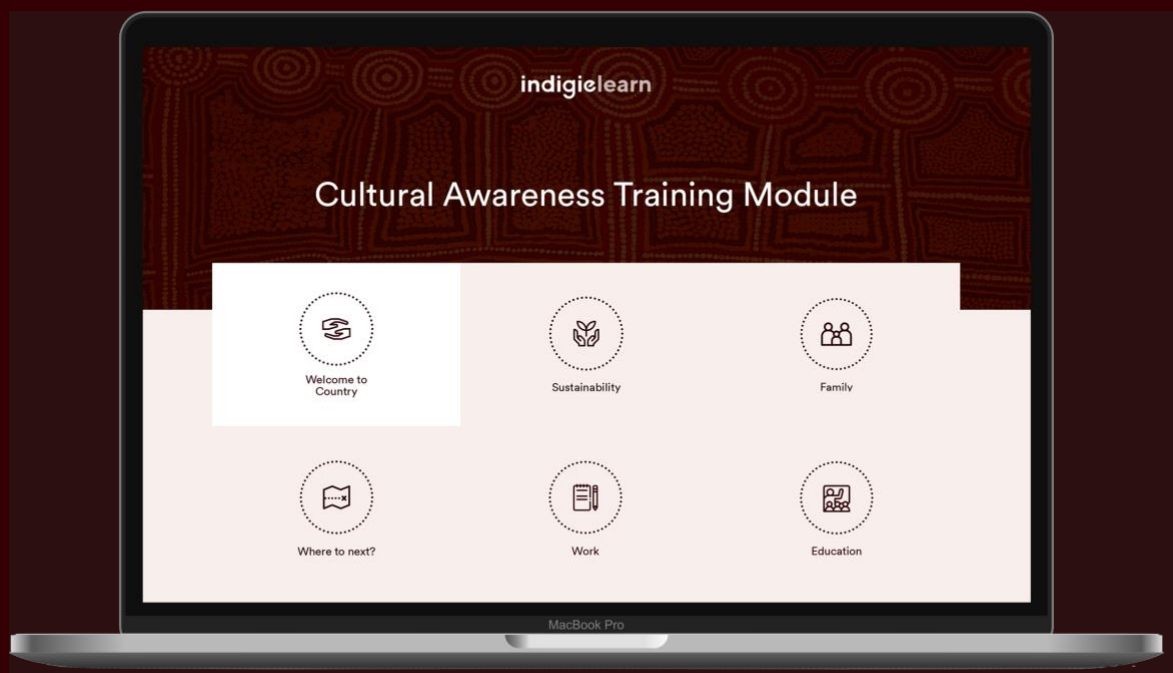 indigielearn
Cultural Awareness Training Module
Welcome to
Country
Sustainability
Family
Where to next?
Work
Education
MacBook Pro